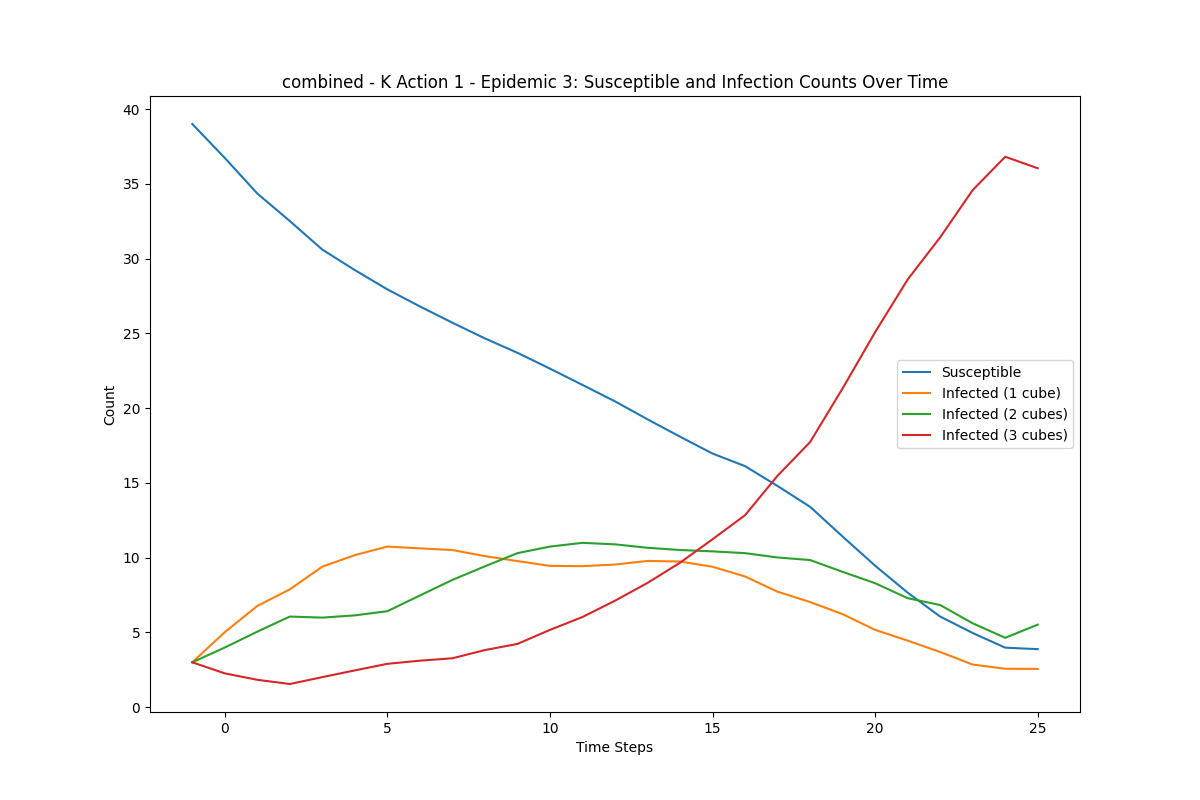 combined - K Action 1 - Epidemic 3: Susceptible and Infection Counts Over Time
40
35
30
25
20
15
10
5
0
Count
Susceptible
Infected (1 cube)
Infected (2 cubes)
Infected (3 cubes)
0 5 10 15 20 25
Time Steps